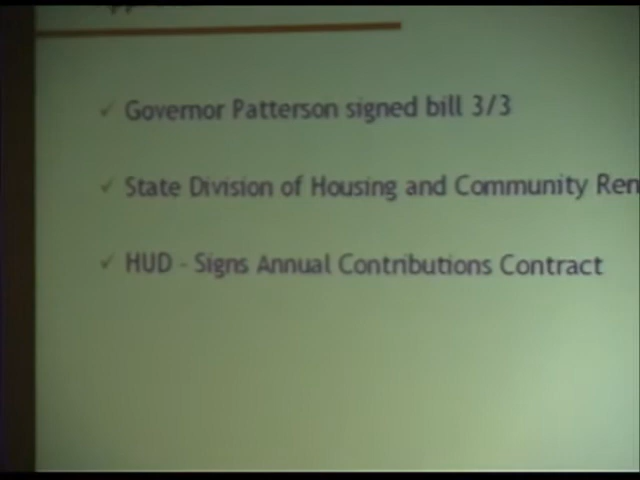 ✓ Governor Patterson signed bill 3/3
✓ State Division of Housing and Community Ren
✓ HUD - Signs Annual Contributions Contract